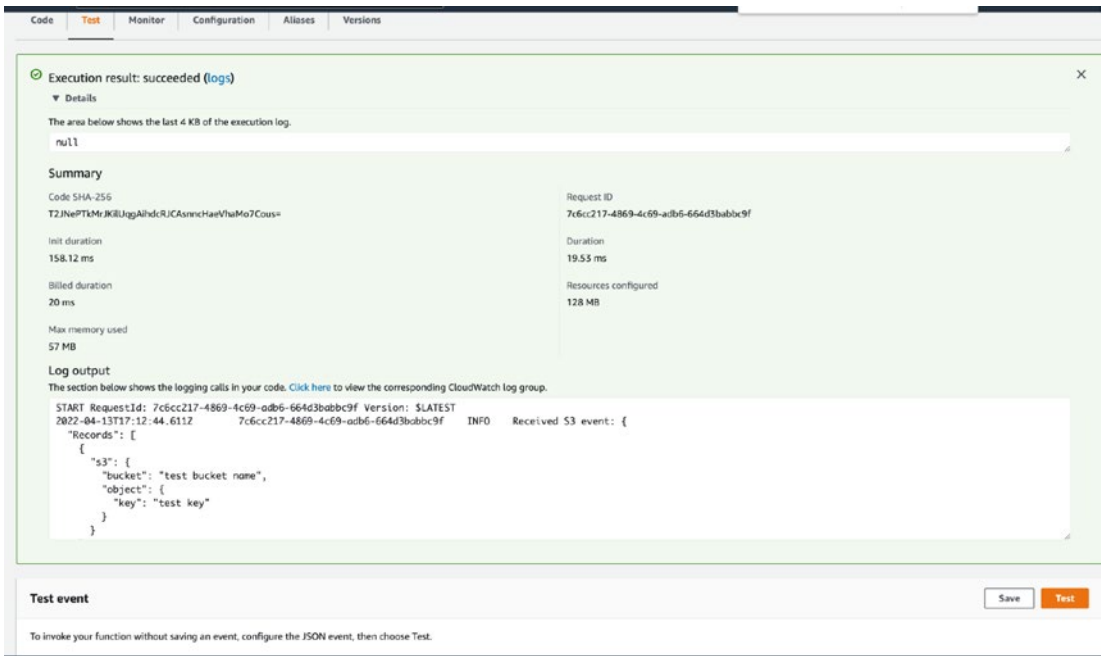 Code Test Monitor Configuration Aliases Versions
Execution result: succeeded (logs)
Details
The area below shows the last 4 KB of the execution log.
null
Summary
Code SHA-256
Request ID
7c6cc217-4869-4c69-adb6-664d3babbc9f
Init duration
Duration
158.12 ms
19.53 ms
Billed duration
Resources configured
20 ms
128 MB
Max memory used
57 MB
Log output
The section below shows the logging calls in your code. Click here to view the corresponding CloudWatch log group.
START RequestId: 7c6cc217-4869-4c69-adb6-664d3babbc9f Version: $LATEST
2022-04-13T17:12:44.611Z 7c6cc217-4869-4c69-adb6-664d3babbc9f INFO Received S3 event: {
"Records": [
{
"s3": {
"bucket": "test bucket name",
"object": {
"key": "test key"
}
}
Test event
Save Test
To invoke your function without saving an event, configure the JSON event, then choose Test.